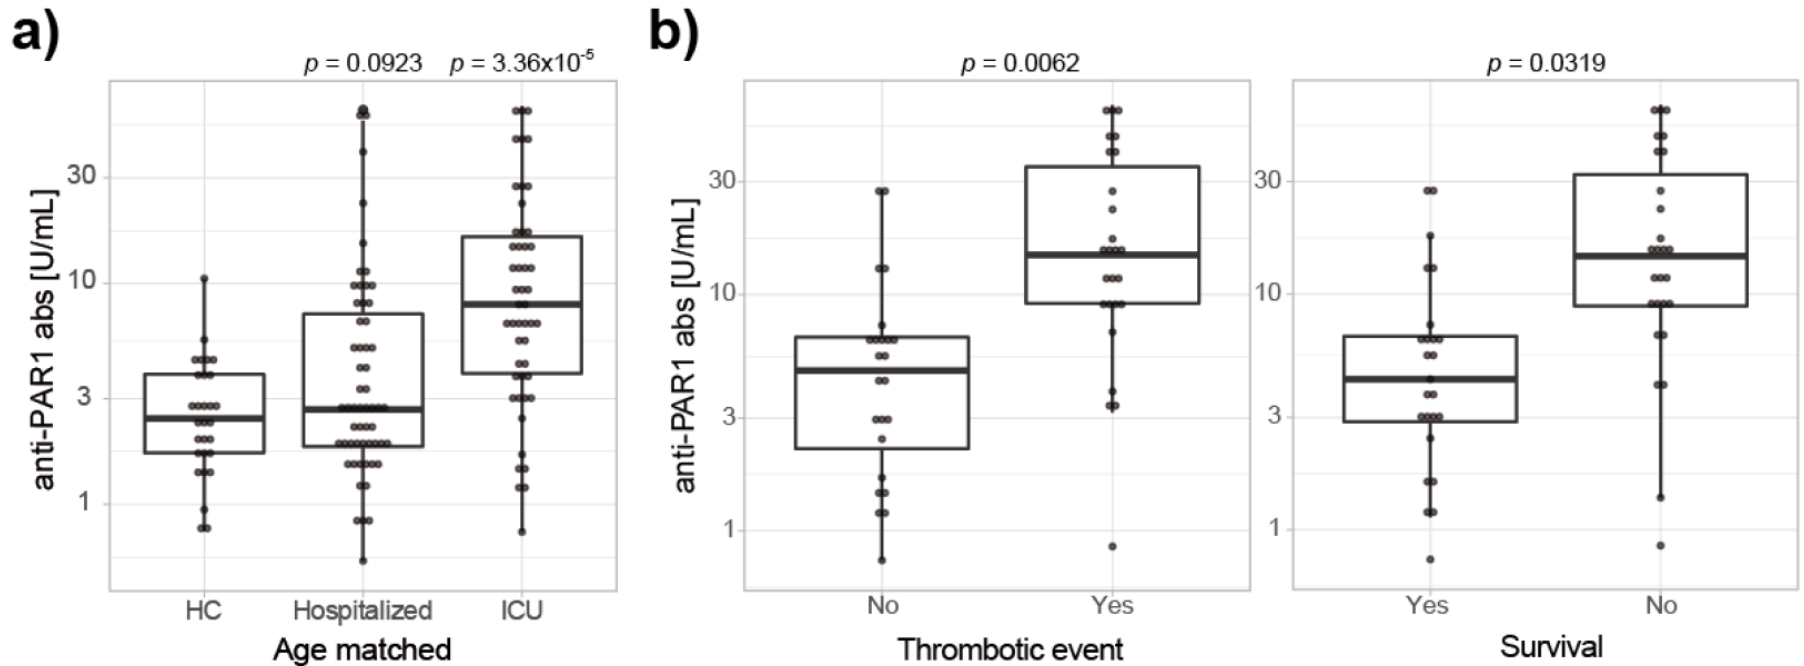 a)
p = 0.0923 p = 3.36x10⁻⁵
anti-PAR1 abs [U/mL]
30
10
3
1
HC Hospitalized ICU
Age matched
b)
p = 0.0062
anti-PAR1 abs [U/mL]
30
10
3
1
No Yes
Thrombotic event
p = 0.0319
30
10
3
1
Yes No
Survival